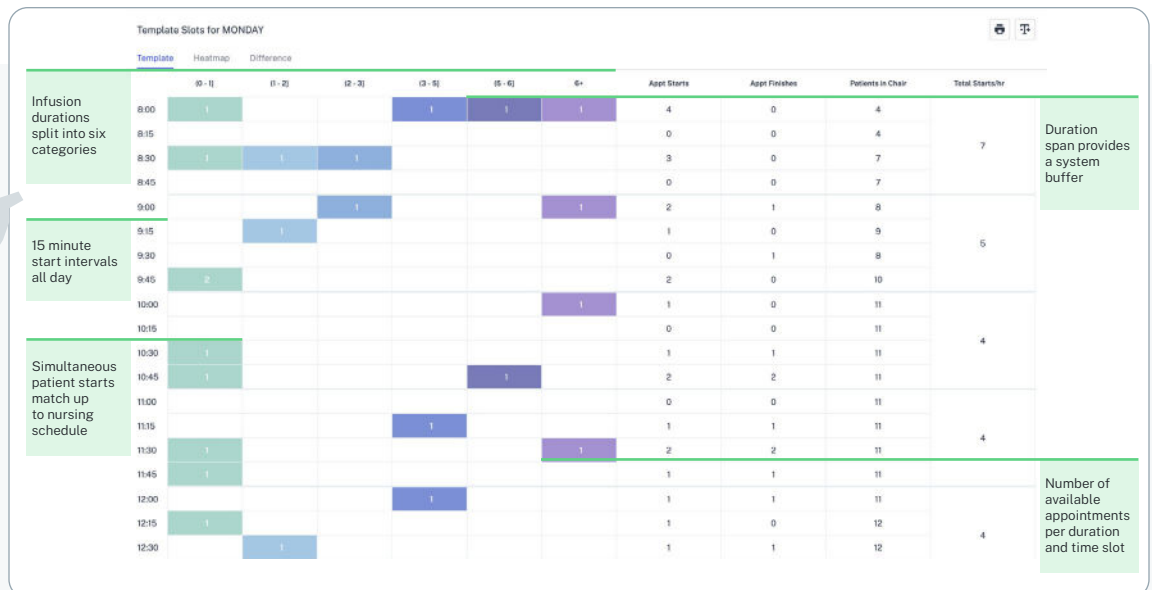 Template Slots for MONDAY
Template Heatmap Difference
(0 - 1] (1 - 2] (2 - 3] (3 - 5] (5 - 6] 6+ Appt Starts Appt Finishes Patients in Chair Total Starts/hr
8:00 1 1 1 1 4 0 4
8:15 0 0 4
7
8:30 1 1 1 3 0 7
8:45 0 0 7
9:00 1 1 2 1 8
9:15 1 1 0 9
5
9:30 0 1 8
9:45 2 2 0 10
10:00 1 1 0 11
10:15 0 0 11
4
10:30 1 1 1 11
10:45 1 1 2 2 11
11:00 0 0 11
11:15 1 1 1 11
4
11:30 1 1 2 2 11
11:45 1 1 1 11
12:00 1 1 1 11
12:15 1 1 0 12
4
12:30 1 1 1 12
Infusion
durations
split into six
categories
15 minute
start intervals
all day
Simultaneous
patient starts
match up
to nursing
schedule
Duration
span provides
a system
buffer
Number of
available
appointments
per duration
and time slot